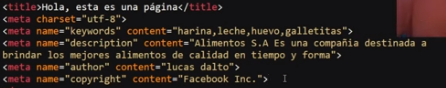 <title>Hola, esta es una página</title>
<meta charset="utf-8">
<meta name="keywords" content="harina,leche,huevo,galletitas">
<meta name="description" content="Alimentos S.A Es una compañia destinada a
brindar los mejores alimentos de calidad en tiempo y forma">
<meta name="author" content="lucas dalto">
<meta name="copyright" content="Facebook Inc.">